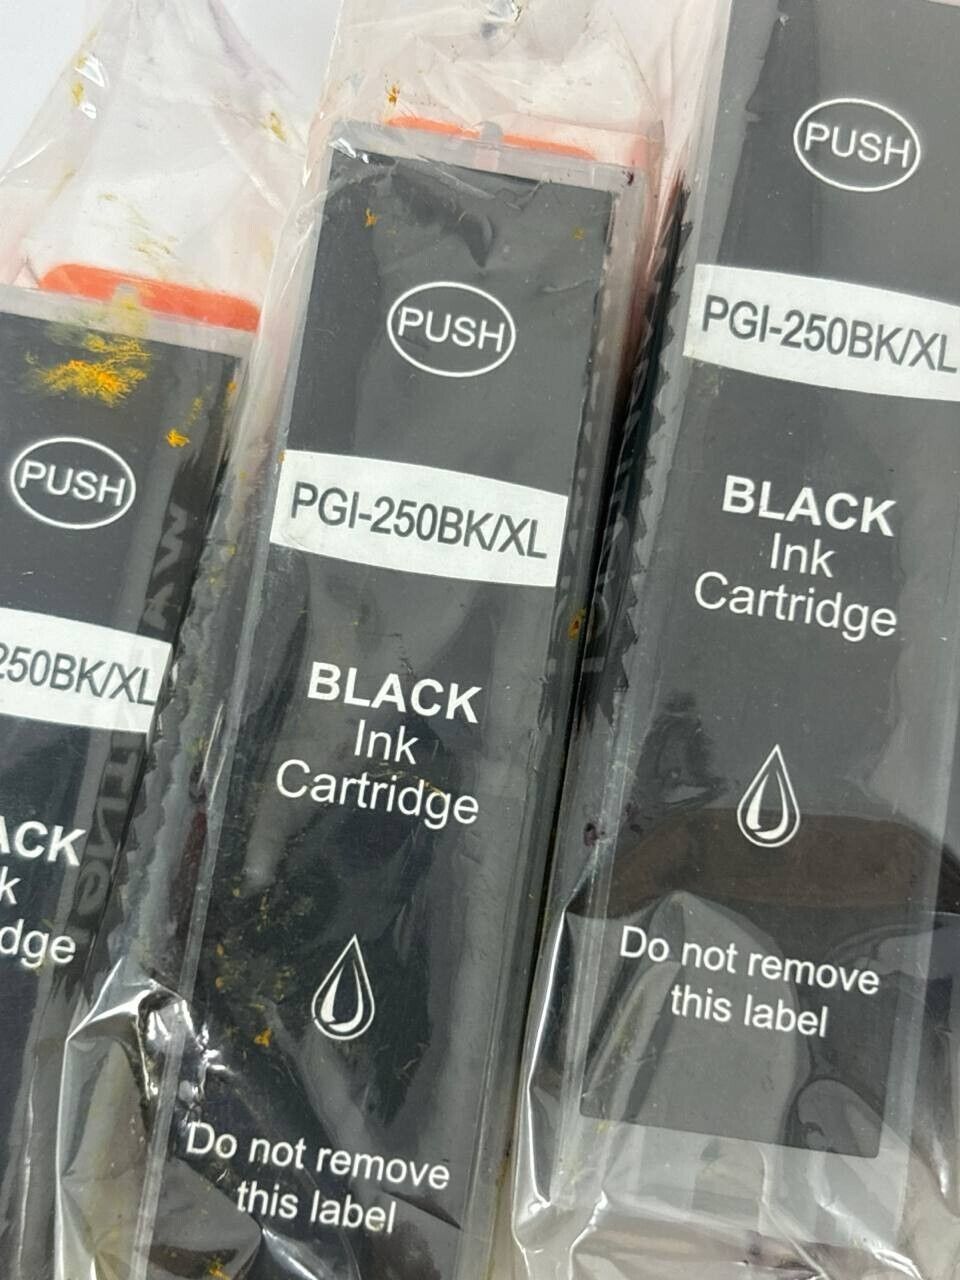 PUSH
250BK/XL
ACK
k
dge
PUSH
PGI-250BK/XL
BLACK
Ink
Cartridge
Do not remove
this label
PUSH
PGI-250BK/XL
BLACK
Ink
Cartridge
Do not remove
this label